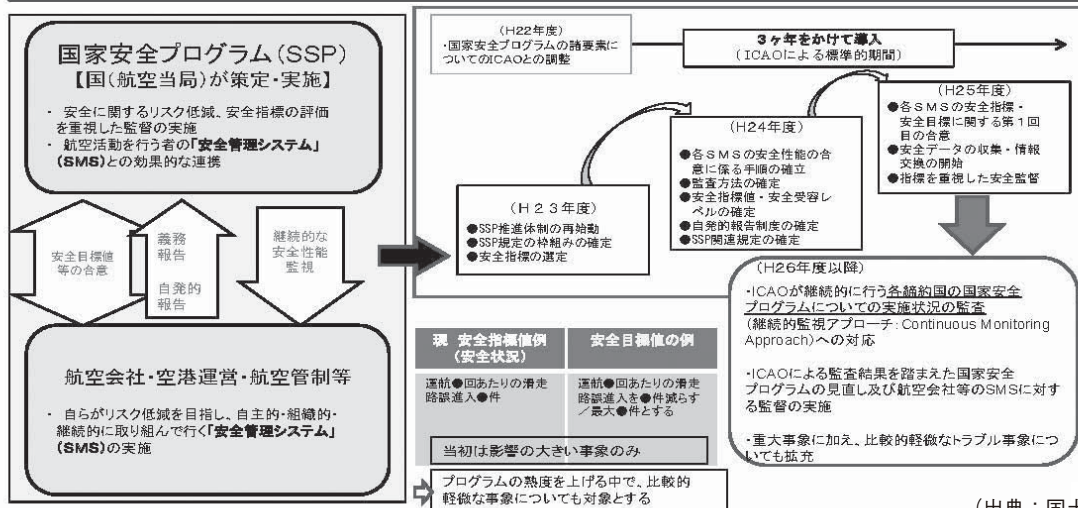 国家安全プログラム(SSP)
【国(航空当局)が策定・実施】
・ 安全に関するリスク低減、安全指標の評価
を重視した監督の実施
・ 航空活動を行う者の「安全管理システム」
(SMS)との効果的な連携
安全目標値
等の合意
義務
報告
自発的
報告
継続的な
安全性能
監視
航空会社・空港運営・航空管制等
・ 自らがリスク低減を目指し、自主的・組織的・
継続的に取り組んで行く「安全管理システム」
(SMS)の実施
(H22年度)
・国家安全プログラムの諸要素に
ついてのICAOとの調整
3ヶ年をかけて導入
(ICAOによる標準的期間)
(H23年度)
●SSP推進体制の再始動
●SSP規定の枠組みの確定
●安全指標の選定
(H24年度)
●各SMSの安全性能の合
意に係る手順の確立
●監査方法の確定
●安全指標値・安全受容レ
ベルの確定
●自発的報告制度の確定
●SSP関連規定の確定
(H25年度)
●各SMSの安全指標・
安全目標に関する第1回
目の合意
●安全データの収集・情報
交換の開始
●指標を重視した安全監督
(H26年度以降)
・ICAOが継続的に行う各締約国の国家安全
プログラムについての実施状況の監査
(継続的監視アプローチ:Continuous Monitoring
Approach)への対応
・ICAOによる監査結果を踏まえた国家安全
プログラムの見直し及び航空会社等のSMSに対す
る監督の実施
・重大事象に加え、比較的軽微なトラブル事象につ
いても拡充
現 安全指標値例
(安全状況)
安全目標値の例
運航●回あたりの滑走
路誤進入●件
運航●回あたりの滑走
路誤進入を●件減らす
/最大●件とする
当初は影響の大きい事象のみ
プログラムの熟度を上げる中で、比較的
軽微な事象についても対象とする
(出典:国土